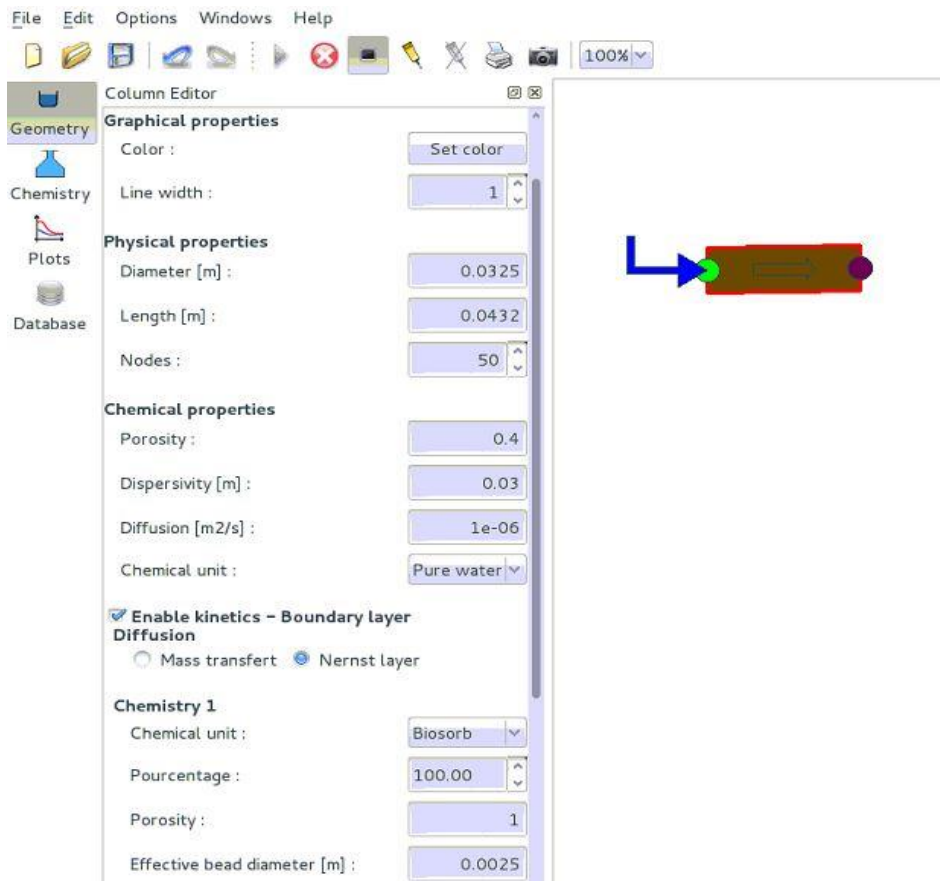 File Edit Options Windows Help
100%
Column Editor
Geometry
Chemistry
Plots
Database
Graphical properties
Color : Set color
Line width : 1
Physical properties
Diameter [m] : 0.0325
Length [m] : 0.0432
Nodes : 50
Chemical properties
Porosity : 0.4
Dispersivity [m] : 0.03
Diffusion [m2/s] : 1e-06
Chemical unit : Pure water
Enable kinetics - Boundary layer
Diffusion
Mass transfert Nernst layer
Chemistry 1
Chemical unit : Biosorb
Pourcentage : 100.00
Porosity : 1
Effective bead diameter [m] : 0.0025